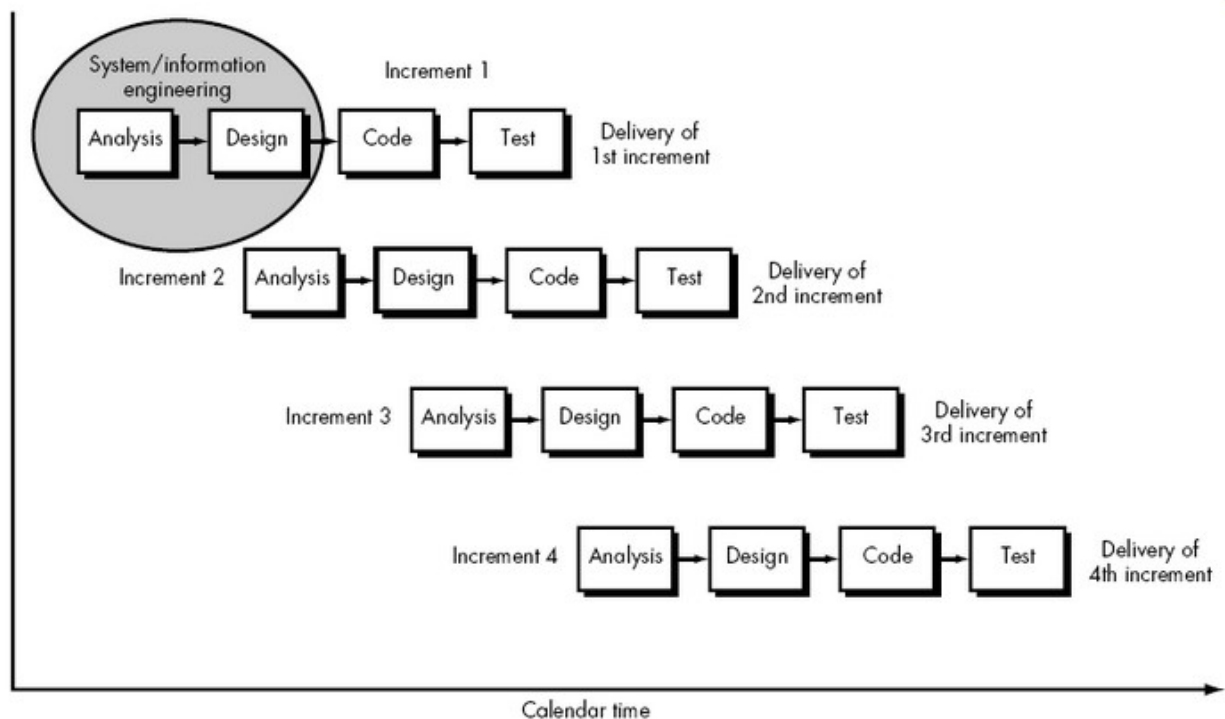 System/information
engineering
Increment 1
Analysis
Design
Code
Test
Delivery of
1st increment
Increment 2
Analysis
Design
Code
Test
Delivery of
2nd increment
Increment 3
Analysis
Design
Code
Test
Delivery of
3rd increment
Increment 4
Analysis
Design
Code
Test
Delivery of
4th increment
Calendar time